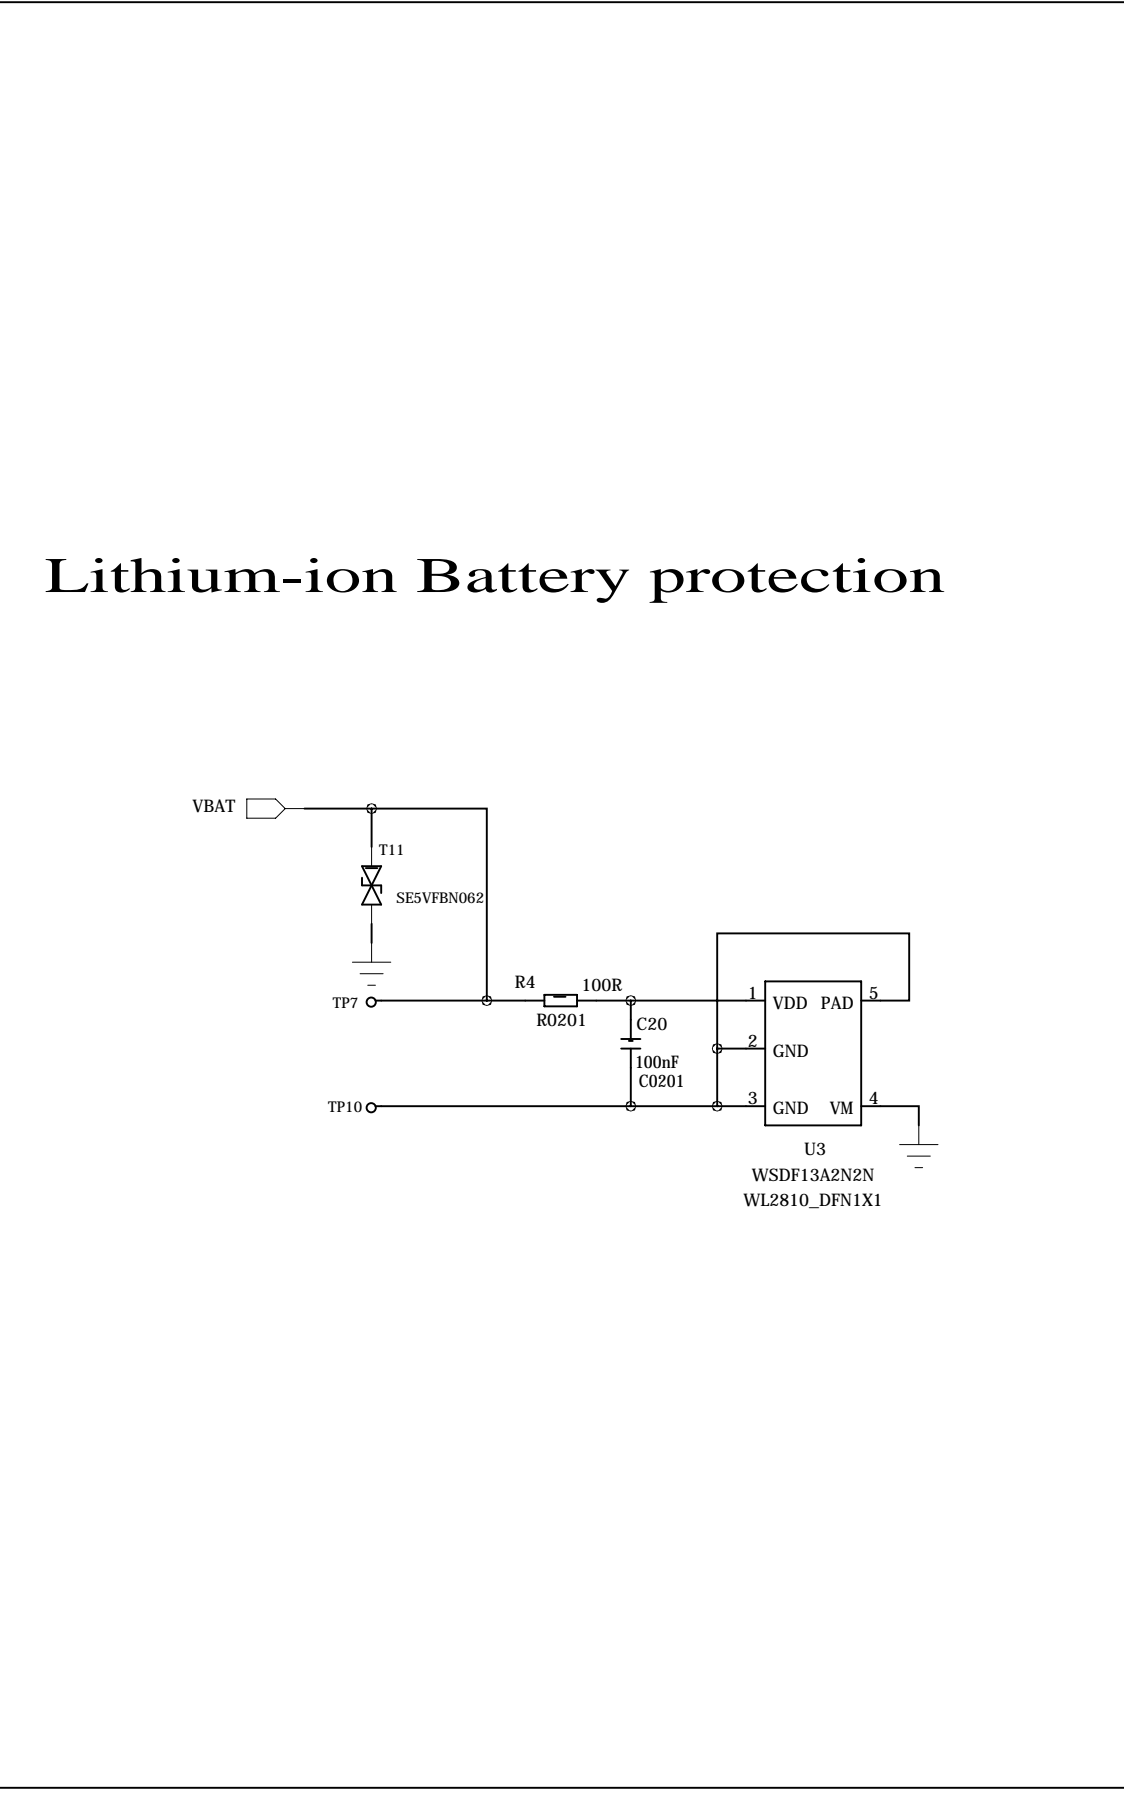 Lithium-ion Battery protection
VBAT
T11
SE5VFBN062
R4
100R
R0201
TP7
C20
100nF
C0201
TP10
1
VDD
PAD
5
2
GND
3
GND
VM
4
U3
WSDF13A2N2N
WL2810_DFN1X1